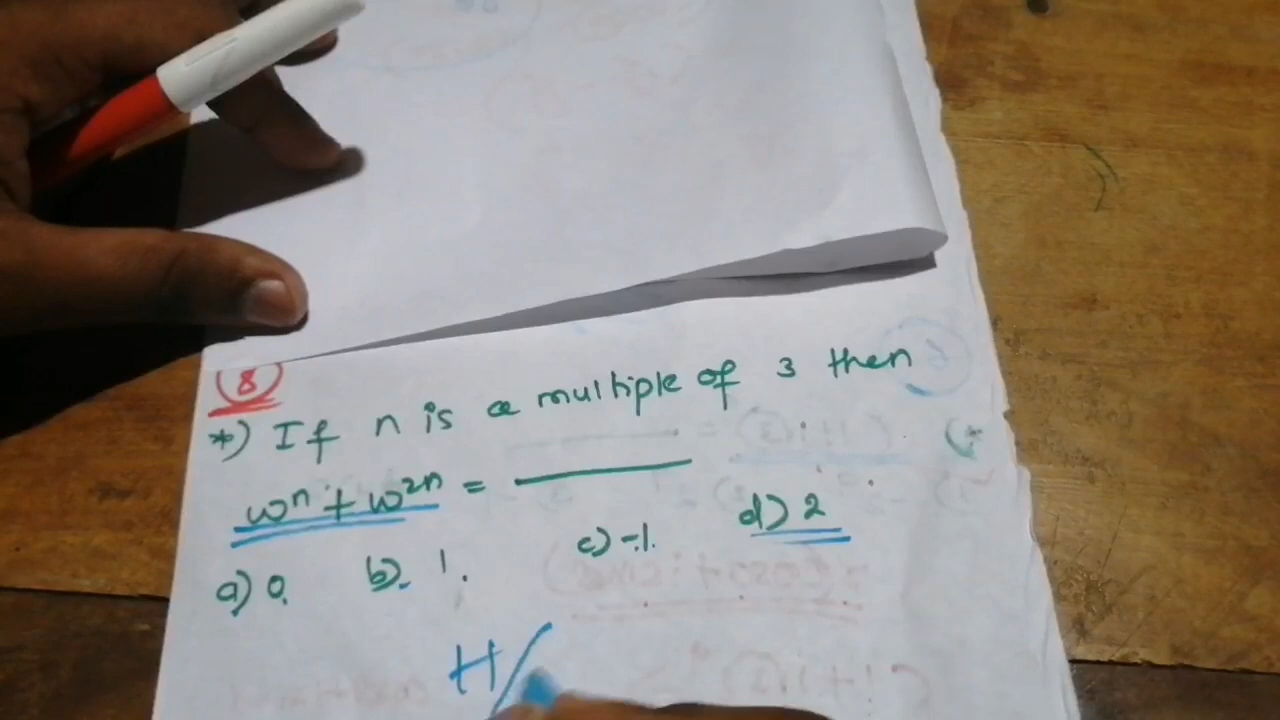 8
*) If n is a multiple of 3 then
ωⁿ + ω²ⁿ = ______
a) 0. b). 1. c) -1. d) 2
H/